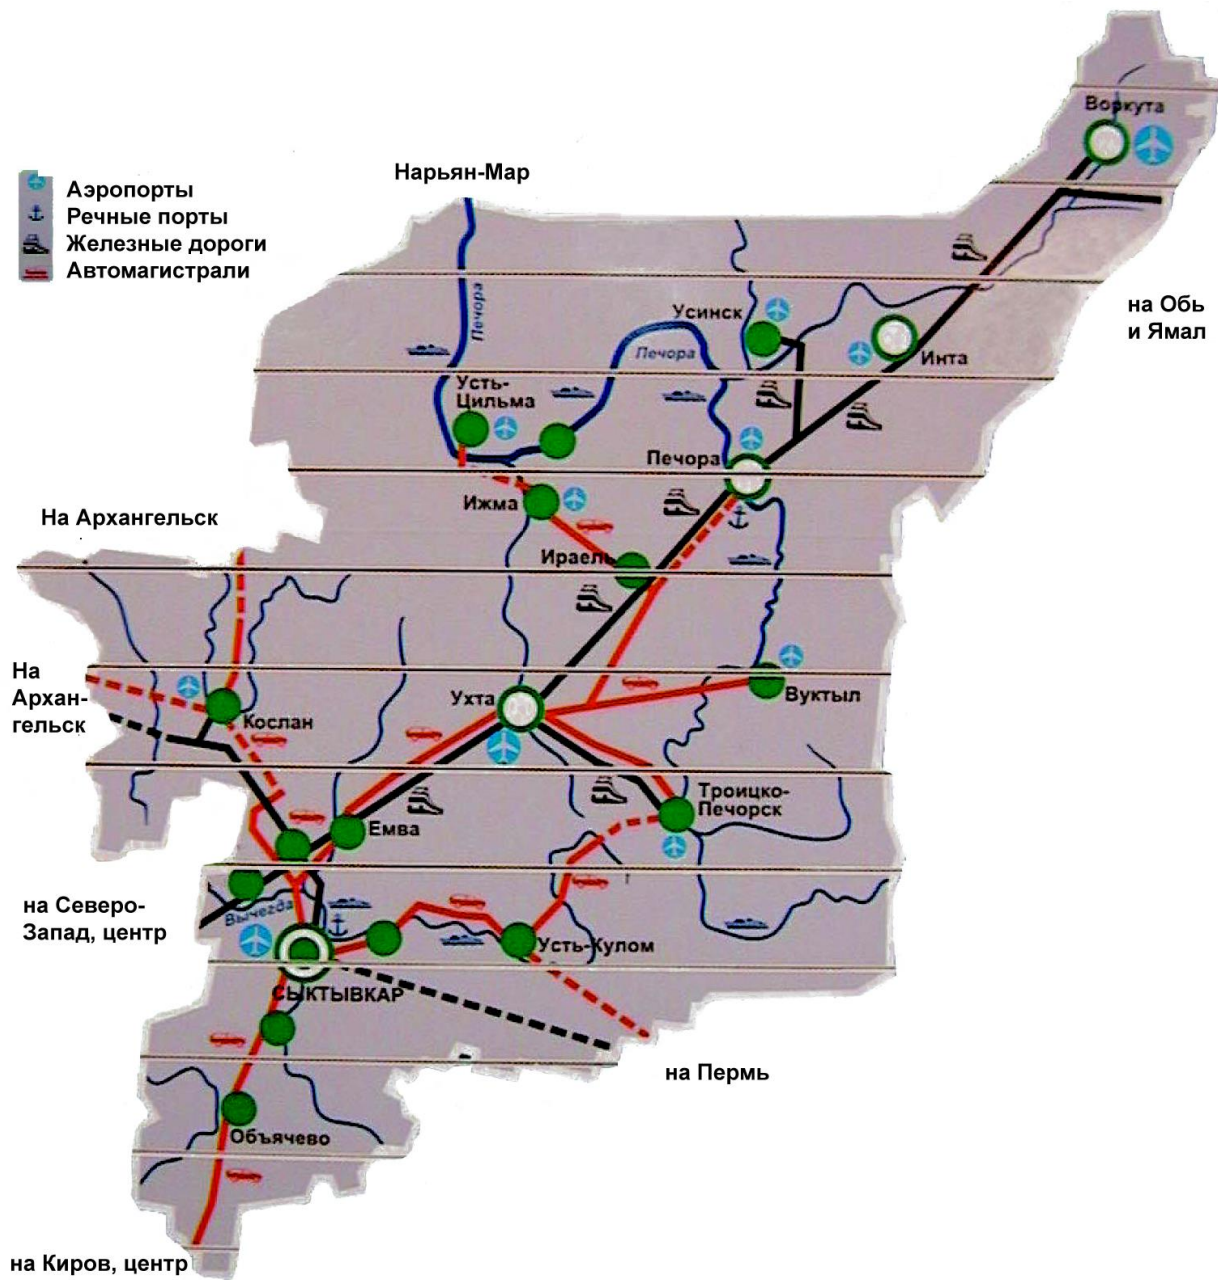 Воркута
Нарьян-Мар
Аэропорты
Речные порты
Железные дороги
Автомагистрали
на Обь
и Ямал
Печора
Усинск
Печора
Инта
Усть-
Цильма
Печора
Ижма
На Архангельск
Ираель
На
Архан-
гельск
Кослан
Ухта
Вуктыл
Троицко-
Печорск
Емва
на Северо-
Запад, центр
Вычегда
Усть-Кулом
СЫКТЫВКАР
на Пермь
Объячево
на Киров, центр